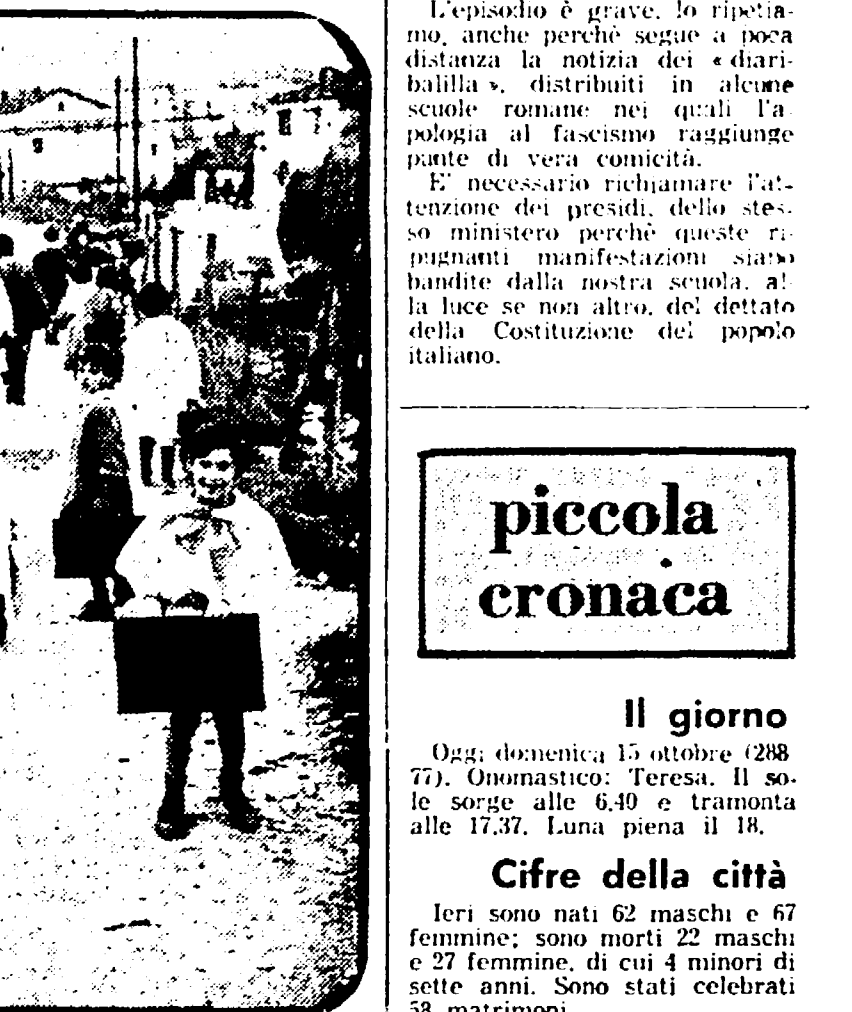 L'episodio è grave, lo ripetia-
mo, anche perchè segue a poca
distanza la notizia dei « diari-
balilla », distribuiti in alcune
scuole romane nei quali l'a-
pologia al fascismo raggiunge
punte di vera comicità.
E' necessario richiamare l'at-
tenzione dei presidi, dello stes-
so ministero perchè queste ri-
pugnanti manifestazioni siano
bandite dalla nostra scuola, al-
la luce se non altro, del dettato
della Costituzione del popolo
italiano.
piccola
cronaca
Il giorno
Oggi domenica 15 ottobre (288
77). Onomastico: Teresa. Il so-
le sorge alle 6,40 e tramonta
alle 17,37. Luna piena il 18.
Cifre della città
Ieri sono nati 62 maschi e 67
femmine; sono morti 22 maschi
e 27 femmine, di cui 4 minori di
sette anni. Sono stati celebrati
58 matrimoni